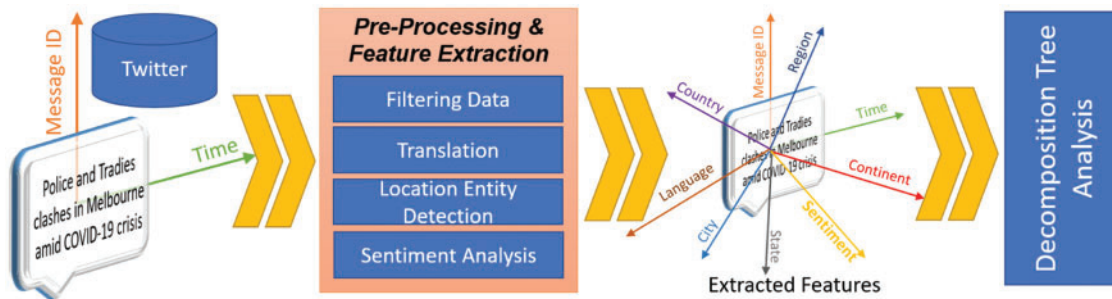 Message ID
Twitter
Time
Police and Tradies
clashes in Melbourne
amid COVID-19 crisis
Pre-Processing &
Feature Extraction
Filtering Data
Translation
Location Entity
Detection
Sentiment Analysis
Message ID
Region
Country
Time
Police and Tradies
clashes in Melbourne
amid COVID-19 crisis
Continent
Language
City
State
Sentiment
Extracted Features
Decomposition Tree
Analysis